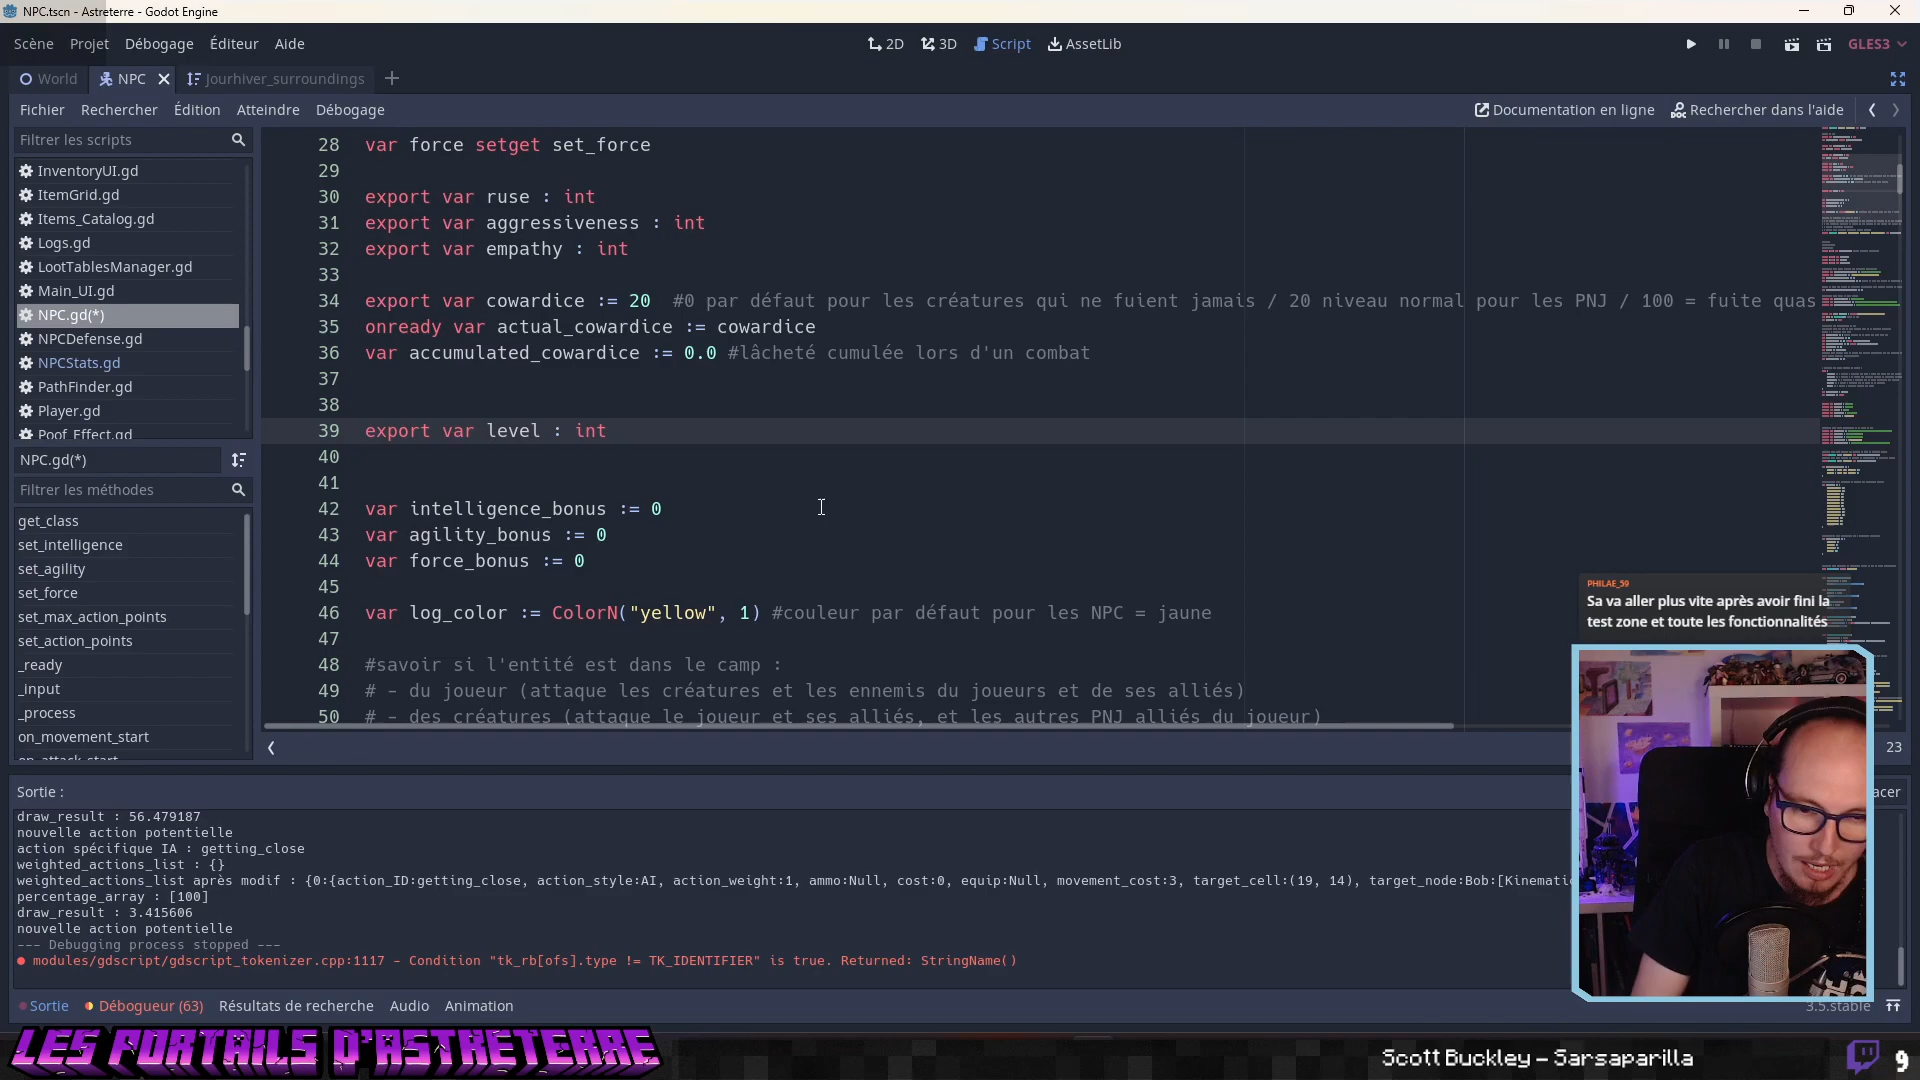 NPC.tscn - Astreterre - Godot Engine
Scène Projet Débogage Éditeur Aide
2D 3D Script AssetLib
GLES3
World NPC Jourhiver_surroundings
Fichier Rechercher Édition Atteindre Débogage
Documentation en ligne Rechercher dans l'aide
Filtrer les scripts
InventoryUI.gd
ItemGrid.gd
Items_Catalog.gd
Logs.gd
LootTablesManager.gd
Main_UI.gd
NPC.gd(*)
NPCDefense.gd
NPCStats.gd
PathFinder.gd
Player.gd
Poof_Effect.gd
NPC.gd(*)
Filtrer les méthodes
get_class
set_intelligence
set_agility
set_force
set_max_action_points
set_action_points
_ready
_input
_process
on_movement_start
on_attack_start
28 var force setget set_force
29
30 export var ruse : int
31 export var aggressiveness : int
32 export var empathy : int
33
34 export var cowardice := 20 #0 par défaut pour les créatures qui ne fuient jamais / 20 niveau normal pour les PNJ / 100 = fuite quas
35 onready var actual_cowardice := cowardice
36 var accumulated_cowardice := 0.0 #lâcheté cumulée lors d'un combat
37
38
39 export var level : int
40
41
42 var intelligence_bonus := 0
43 var agility_bonus := 0
44 var force_bonus := 0
45
46 var log_color := ColorN("yellow", 1) #couleur par défaut pour les NPC = jaune
47
48 #savoir si l'entité est dans le camp :
49 # - du joueur (attaque les créatures et les ennemis du joueurs et de ses alliés)
50 # - des créatures (attaque le joueur et ses alliés, et les autres PNJ alliés du joueur)
23
PHILAE_59
Sa va aller plus vite après avoir fini la
test zone et toute les fonctionnalités
Sortie :
acer
draw_result : 56.479187
nouvelle action potentielle
action spécifique IA : getting_close
weighted_actions_list : {}
weighted_actions_list après modif : {0:{action_ID:getting_close, action_style:AI, action_weight:1, ammo:Null, cost:0, equip:Null, movement_cost:3, target_cell:(19, 14), target_node:Bob:[Kinematic
percentage_array : [100]
draw_result : 3.415606
nouvelle action potentielle
--- Debugging process stopped ---
modules/gdscript/gdscript_tokenizer.cpp:1117 - Condition "tk_rb[ofs].type != TK_IDENTIFIER" is true. Returned: StringName()
Sortie Débogueur (63) Résultats de recherche Audio Animation
3.5.stable
LES PORTAILS D'ASTRETERRE
Scott Buckley – Sarsaparilla
9